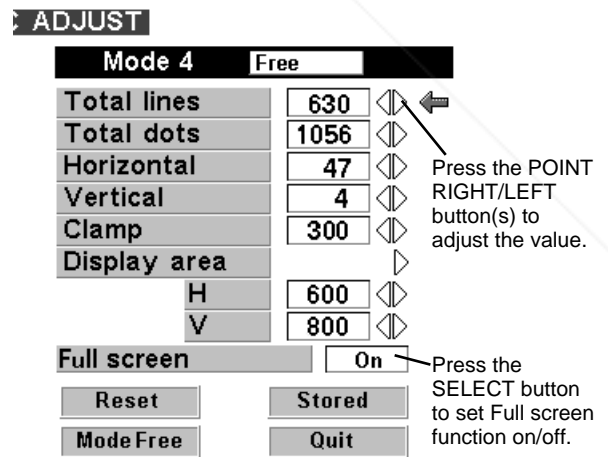 C ADJUST
Mode 4 Free
Total lines 630
Total dots 1056
Horizontal 47
Vertical 4
Clamp 300
Display area
H 600
V 800
Full screen On
Reset Stored
Mode Free Quit
Press the POINT
RIGHT/LEFT
button(s) to
adjust the value.
Press the
SELECT button
to set Full screen
function on/off.